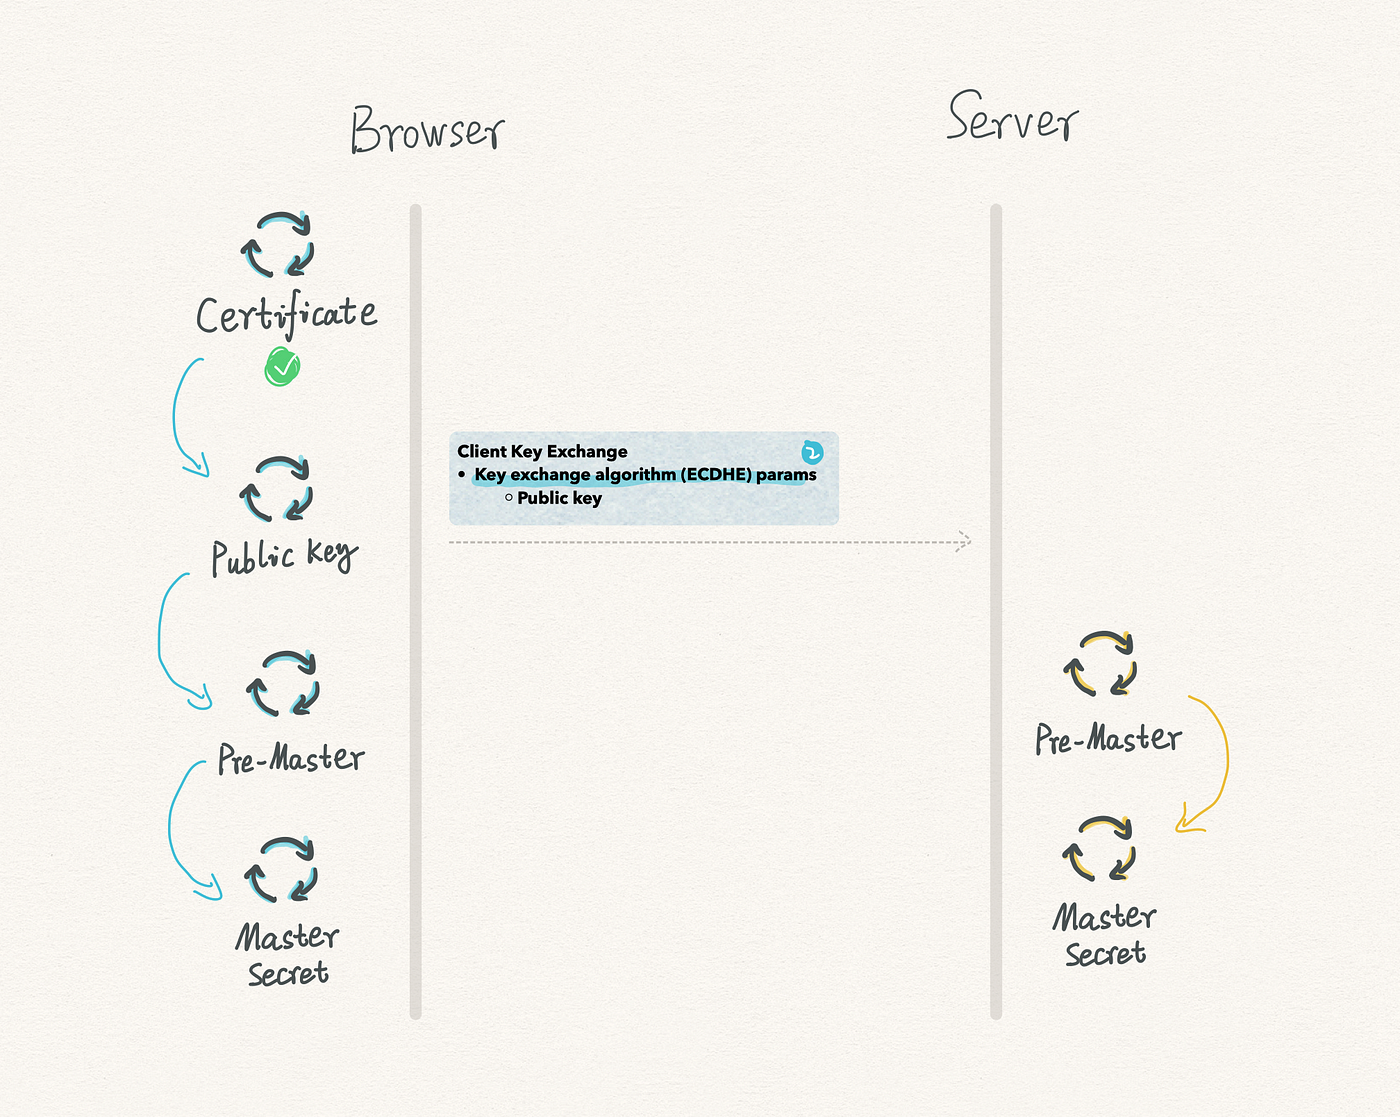 Browser
Server
Certificate
Client Key Exchange
2
• Key exchange algorithm (ECDHE) params
○ Public key
Public key
Pre-Master
Pre-Master
Master
Secret
Master
Secret